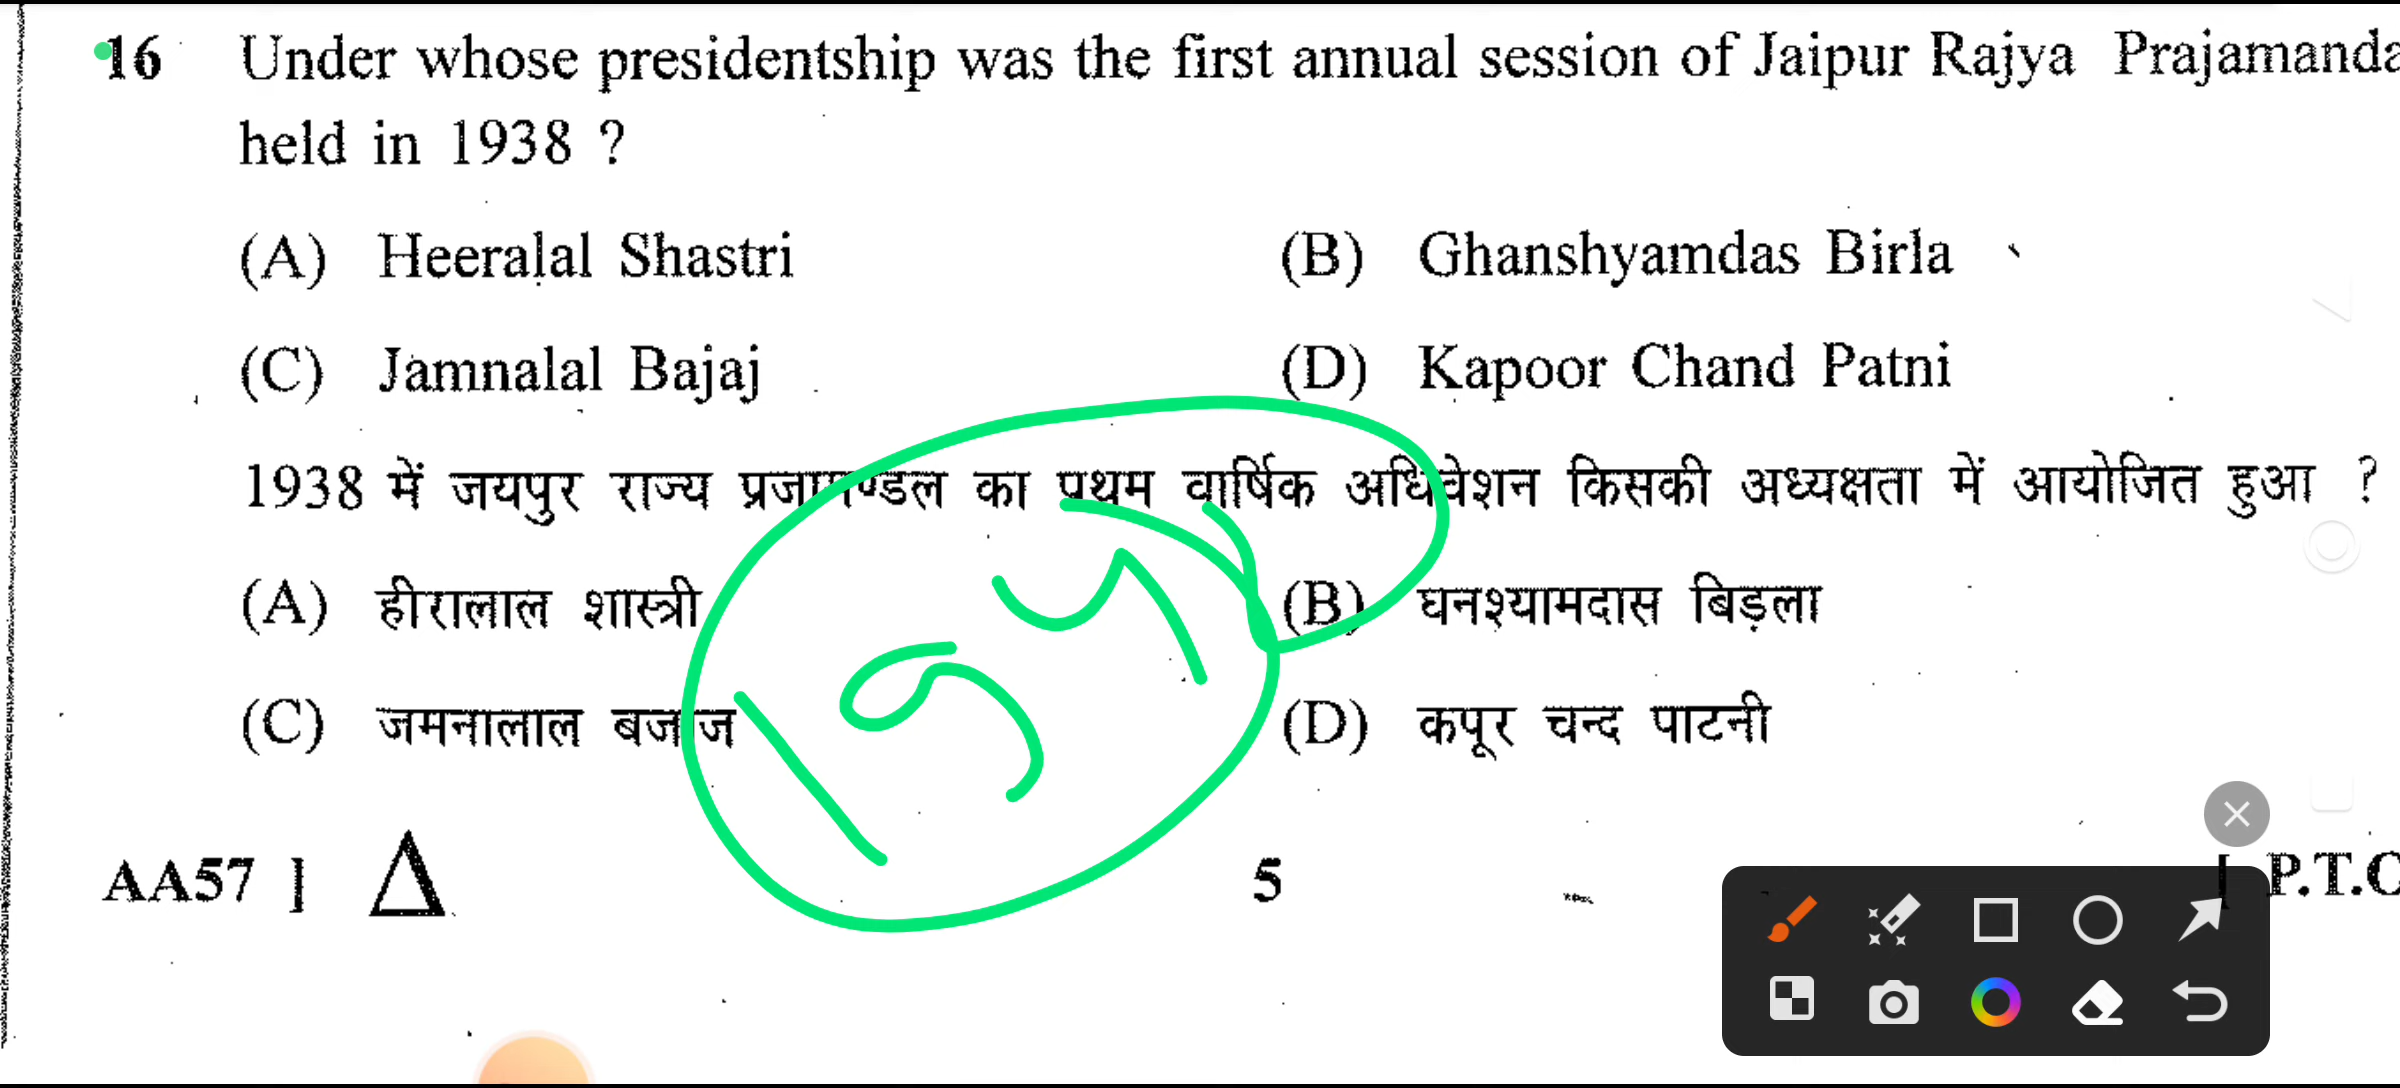 16 Under whose presidentship was the first annual session of Jaipur Rajya Prajamanda
held in 1938 ?
(A) Heeralal Shastri (B) Ghanshyamdas Birla
(C) Jamnalal Bajaj (D) Kapoor Chand Patni
1938 में जयपुर राज्य प्रजामण्डल का प्रथम वार्षिक अधिवेशन किसकी अध्यक्षता में आयोजित हुआ ?
(A) हीरालाल शास्त्री (B) घनश्यामदास बिड़ला
(C) जमनालाल बजाज (D) कपूर चन्द पाटनी
AA57 ] 5 [ P.T.O